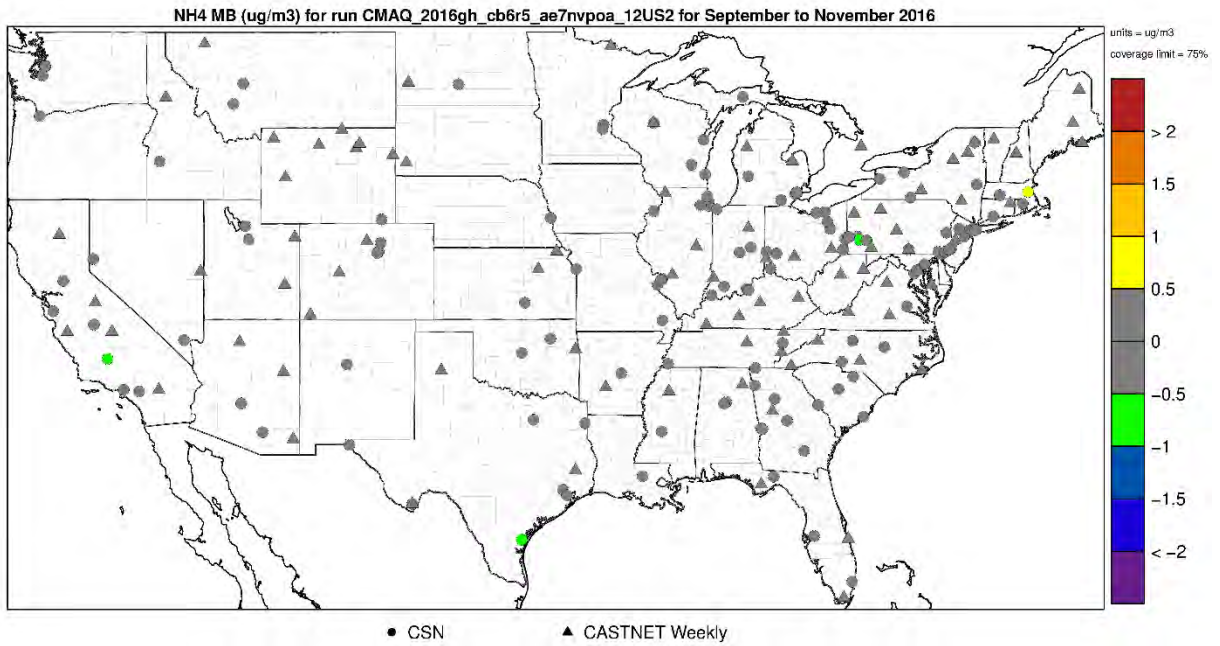 NH4 MB (ug/m3) for run CMAQ_2016gh_cb6r5_ae7nvpoa_12US2 for September to November 2016
units = ug/m3
coverage limit = 75%
> 2
1.5
1
0.5
0
−0.5
−1
−1.5
< −2
CSN
CASTNET Weekly